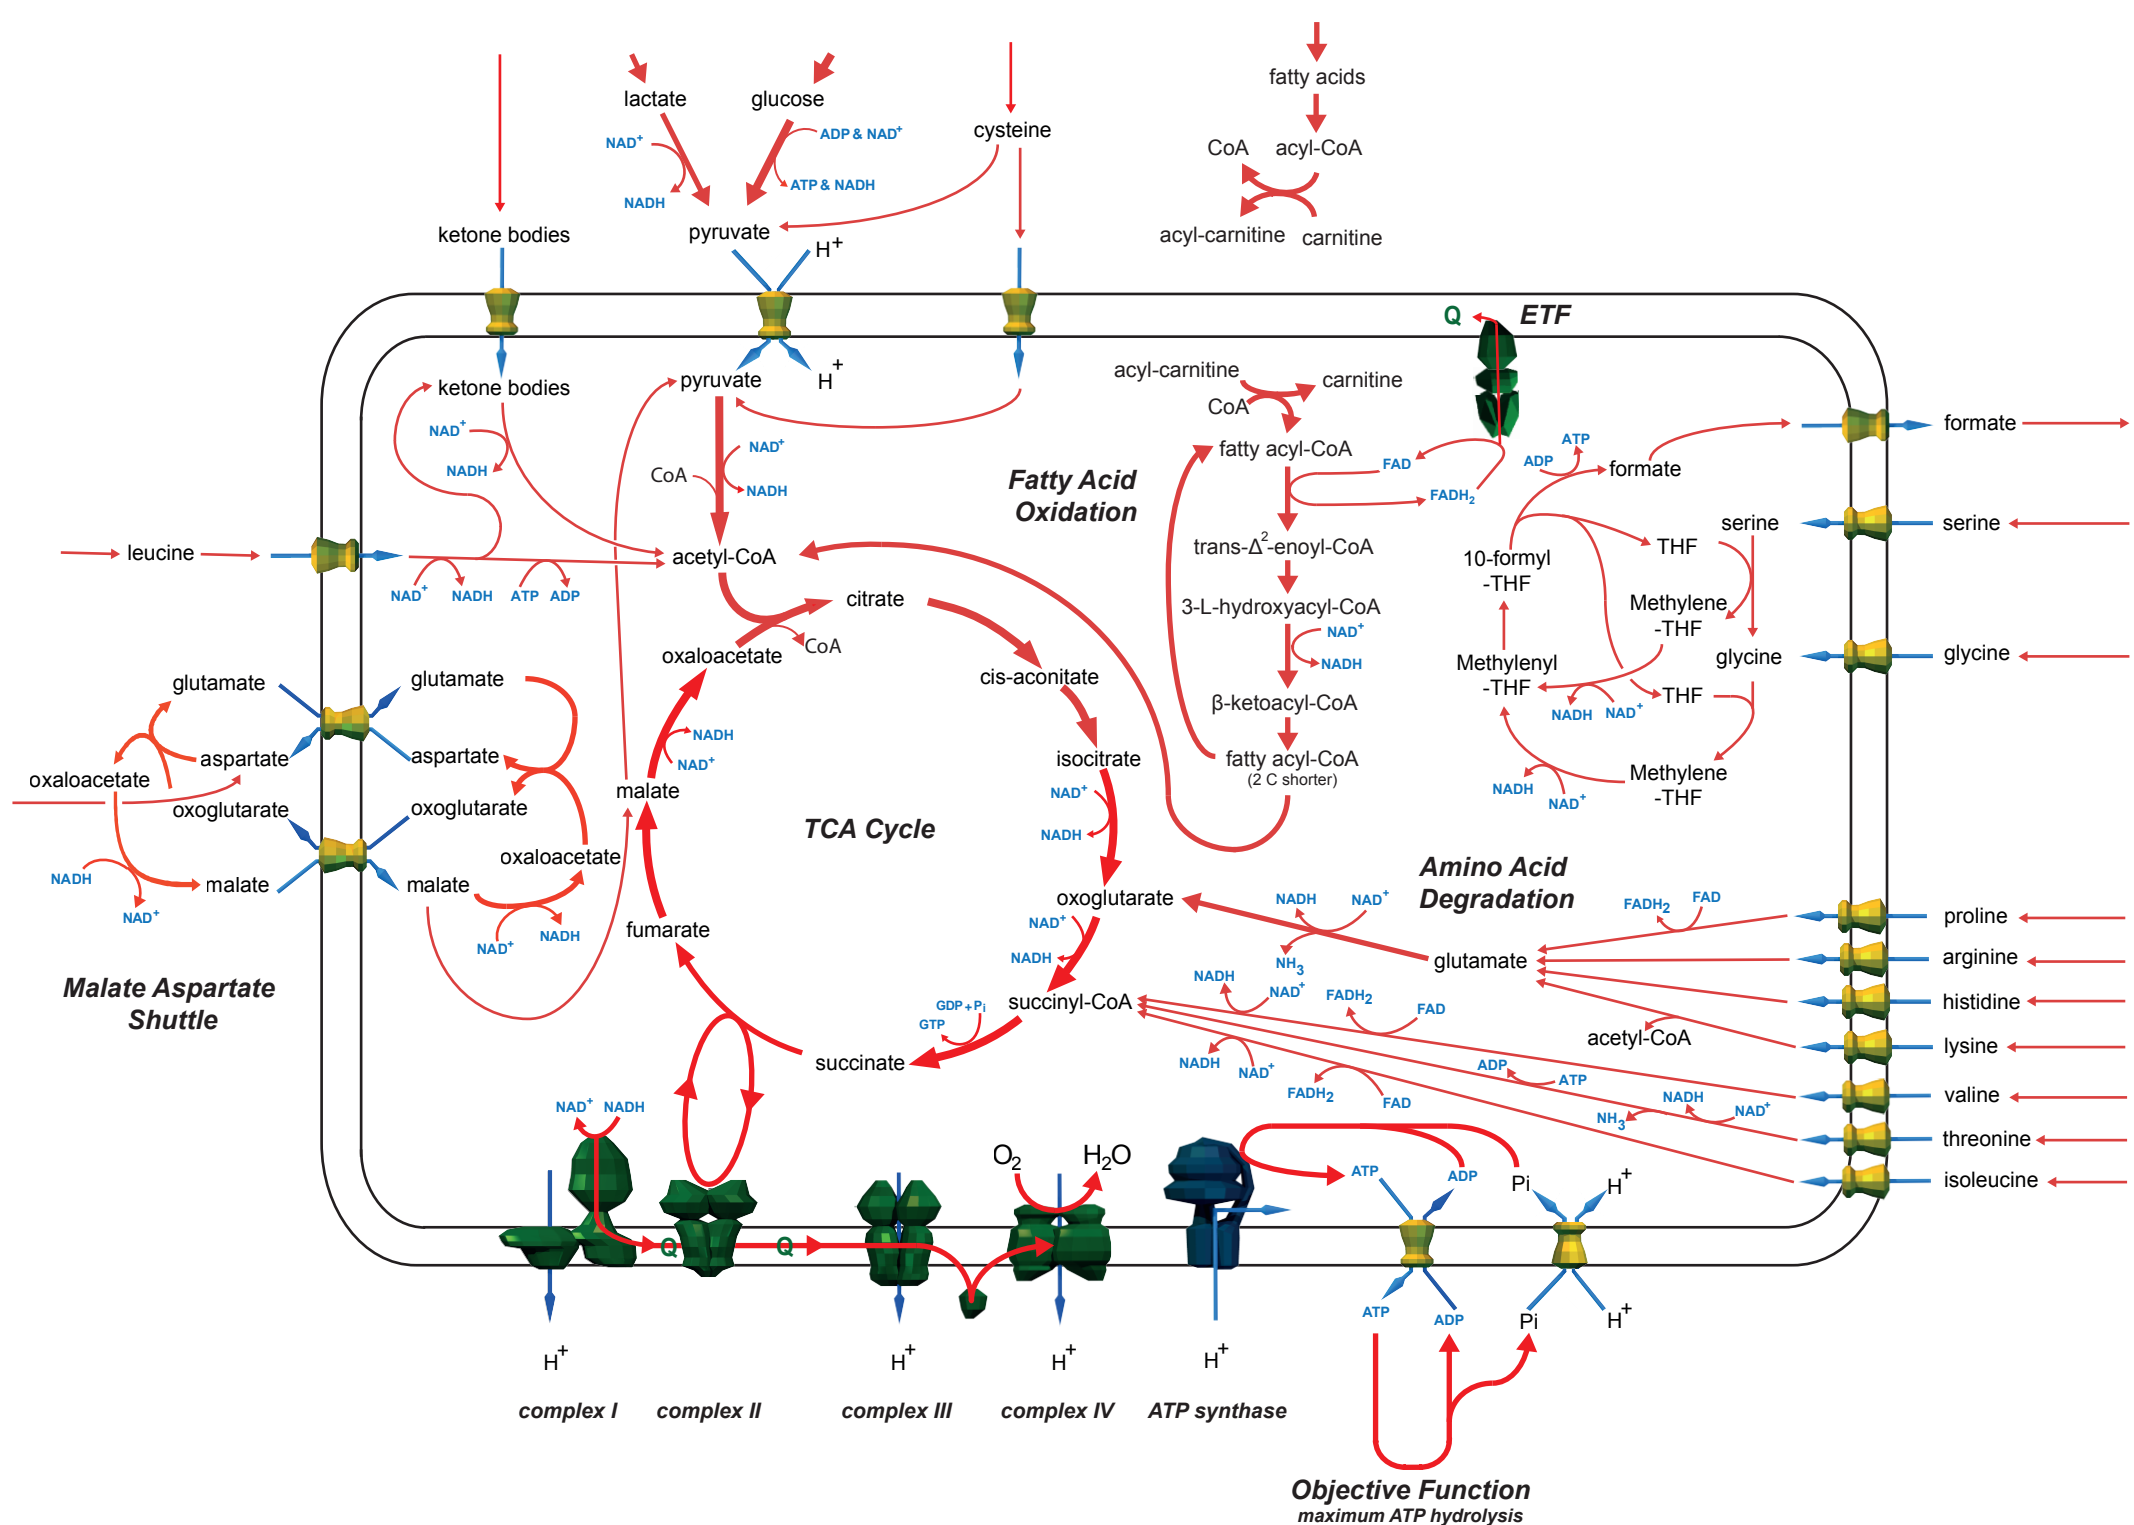 fatty acids
lactate
glucose
cysteine
NAD+
ADP & NAD+
CoA
acyl-CoA
ATP & NADH
NADH
ketone bodies
pyruvate
H+
acyl-carnitine
carnitine
Q
ETF
ketone bodies
pyruvate
H+
acyl-carnitine
carnitine
CoA
formate
formate
NAD+
NADH
NAD+
CoA
NADH
Fatty Acid
Oxidation
fatty acyl-CoA
FAD
FADH2
ATP
ADP
serine
serine
leucine
acetyl-CoA
trans-Δ2-enoyl-CoA
10-formyl
-THF
THF
NAD+
NADH
ATP
ADP
citrate
CoA
3-L-hydroxyacyl-CoA
NAD+
NADH
Methylene
-THF
oxaloacetate
cis-aconitate
Methylenyl
-THF
glycine
glycine
glutamate
glutamate
β-ketoacyl-CoA
THF
NADH
NAD+
NADH
NAD+
aspartate
aspartate
isocitrate
fatty acyl-CoA
(2 C shorter)
Methylene
-THF
NADH
NAD+
oxaloacetate
oxoglutarate
oxoglutarate
malate
NAD+
NADH
TCA Cycle
oxaloacetate
NADH
NAD+
malate
malate
NAD+
NADH
fumarate
oxoglutarate
NAD+
NADH
Amino Acid
Degradation
NADH
NAD+
NH3
glutamate
FADH2
FAD
proline
arginine
histidine
lysine
valine
threonine
isoleucine
Malate Aspartate
Shuttle
succinyl-CoA
GDP + Pi
GTP
succinate
NADH
NAD+
FADH2
FAD
acetyl-CoA
NADH
NAD+
FADH2
FAD
ADP
ATP
NADH
NAD+
NH3
NAD+
NADH
O2
H2O
ATP
ADP
Pi
H+
Q
Q
ATP
ADP
Pi
H+
H+
H+
H+
H+
complex I
complex II
complex III
complex IV
ATP synthase
Objective Function
maximum ATP hydrolysis